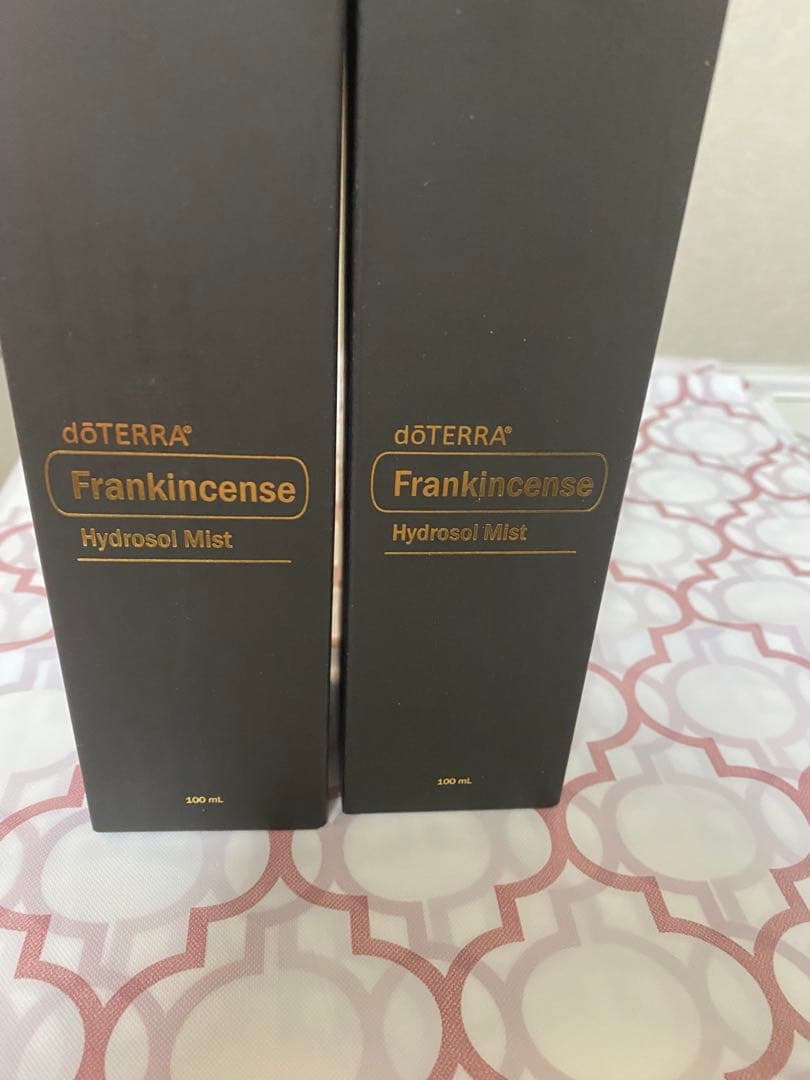 dōTERRA®
Frankincense
Hydrosol Mist
100 mL
dōTERRA®
Frankincense
Hydrosol Mist
100 mL